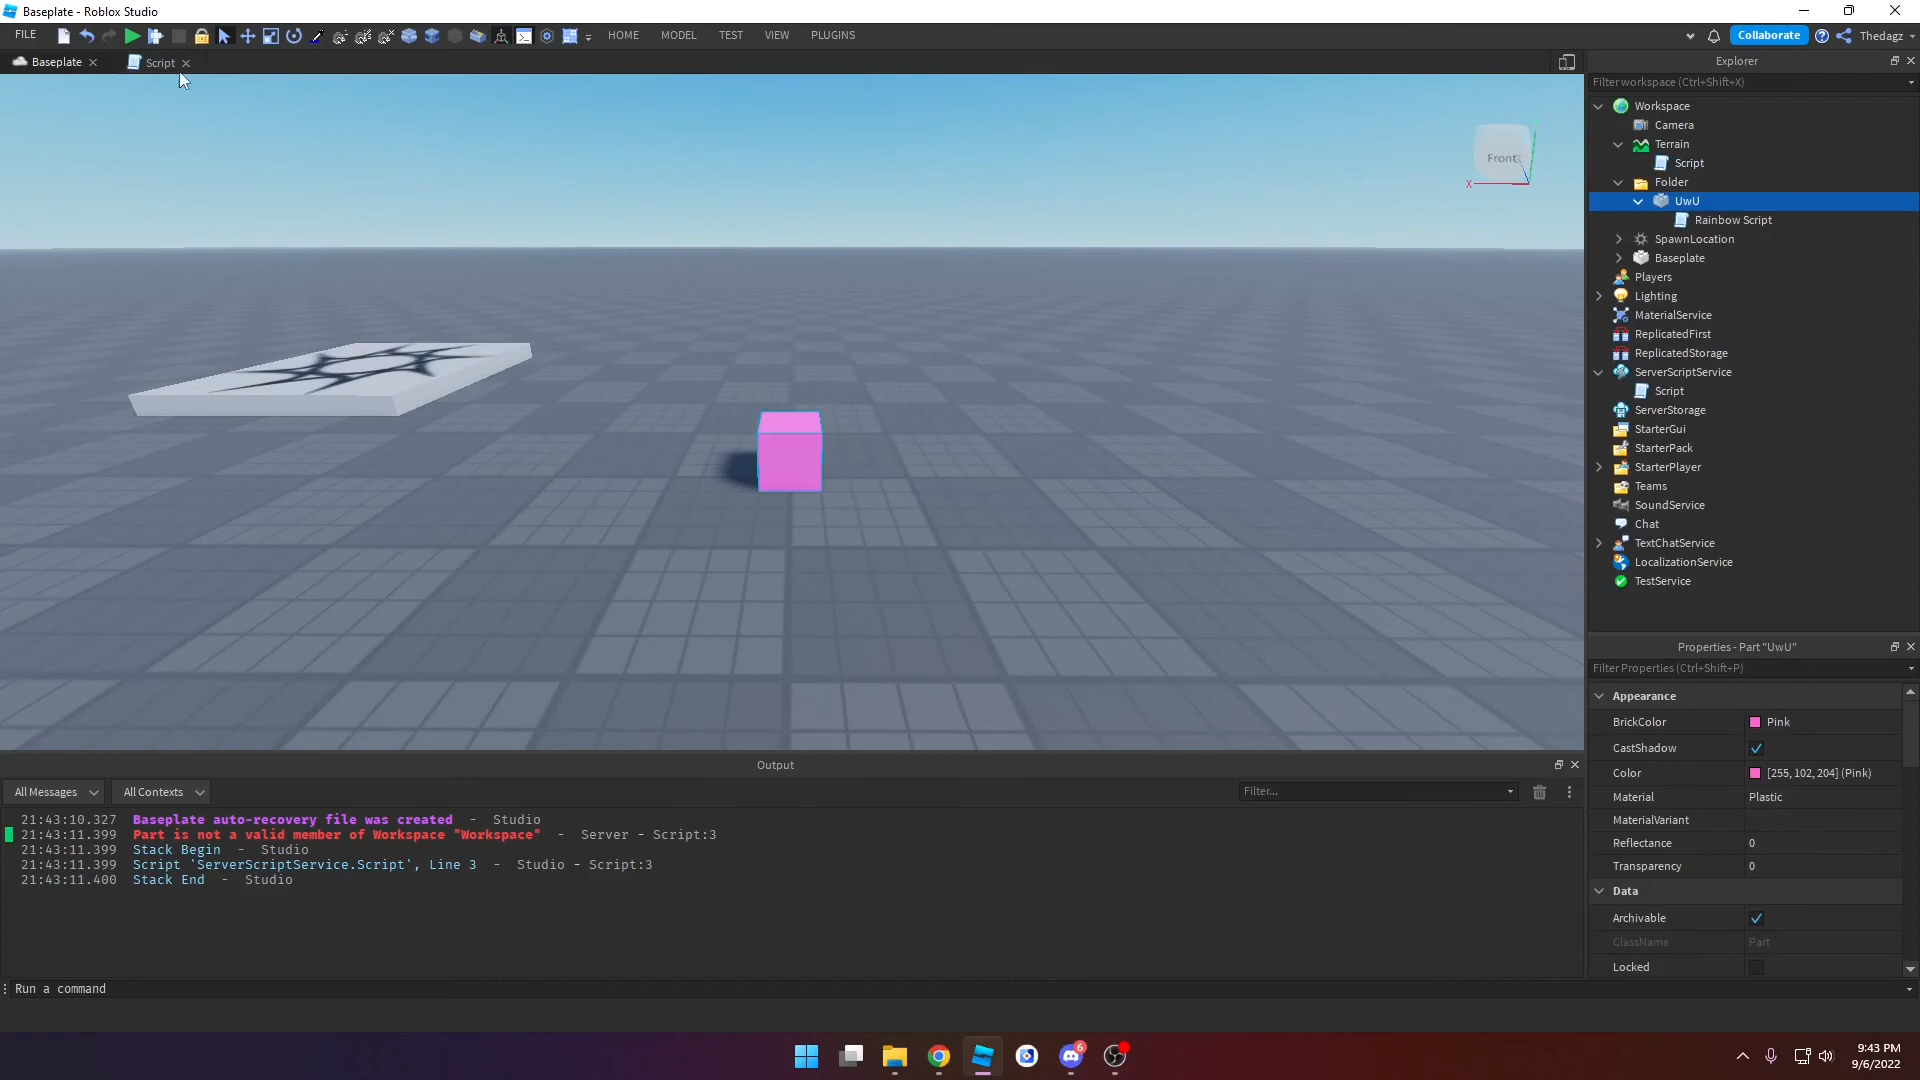 Baseplate - Roblox Studio
FILE
HOME
MODEL
TEST
VIEW
PLUGINS
Collaborate
Thedagz
Baseplate
Script
Front
X
Explorer
Filter workspace (Ctrl+Shift+X)
Workspace
Camera
Terrain
Script
Folder
UwU
Rainbow Script
SpawnLocation
Baseplate
Players
Lighting
MaterialService
ReplicatedFirst
ReplicatedStorage
ServerScriptService
Script
ServerStorage
StarterGui
StarterPack
StarterPlayer
Teams
SoundService
Chat
TextChatService
LocalizationService
TestService
Properties - Part "UwU"
Filter Properties (Ctrl+Shift+P)
Appearance
BrickColor Pink
CastShadow
Color [255, 102, 204] (Pink)
Material Plastic
MaterialVariant
Reflectance 0
Transparency 0
Data
Archivable
ClassName Part
Locked
Output
All Messages
All Contexts
Filter...
21:43:10.327 Baseplate auto-recovery file was created - Studio
21:43:11.399 Part is not a valid member of Workspace "Workspace" - Server - Script:3
21:43:11.399 Stack Begin - Studio
21:43:11.399 Script 'ServerScriptService.Script', Line 3 - Studio - Script:3
21:43:11.400 Stack End - Studio
Run a command
6
9:43 PM
9/6/2022